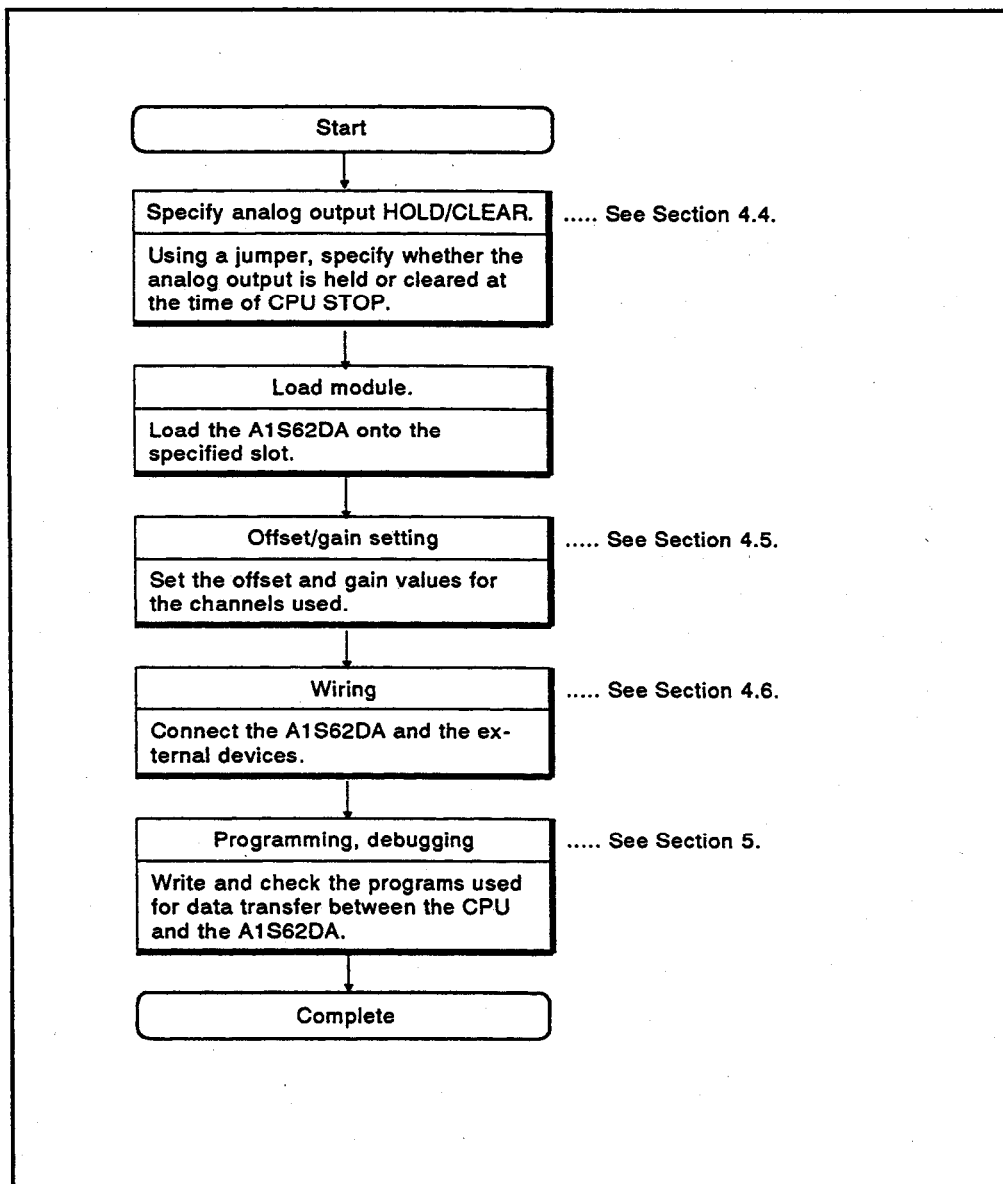 Start
Specify analog output HOLD/CLEAR. ..... See Section 4.4.
Using a jumper, specify whether the
analog output is held or cleared at
the time of CPU STOP.
Load module.
Load the A1S62DA onto the
specified slot.
Offset/gain setting ..... See Section 4.5.
Set the offset and gain values for
the channels used.
Wiring ..... See Section 4.6.
Connect the A1S62DA and the ex-
ternal devices.
Programming, debugging ..... See Section 5.
Write and check the programs used
for data transfer between the CPU
and the A1S62DA.
Complete